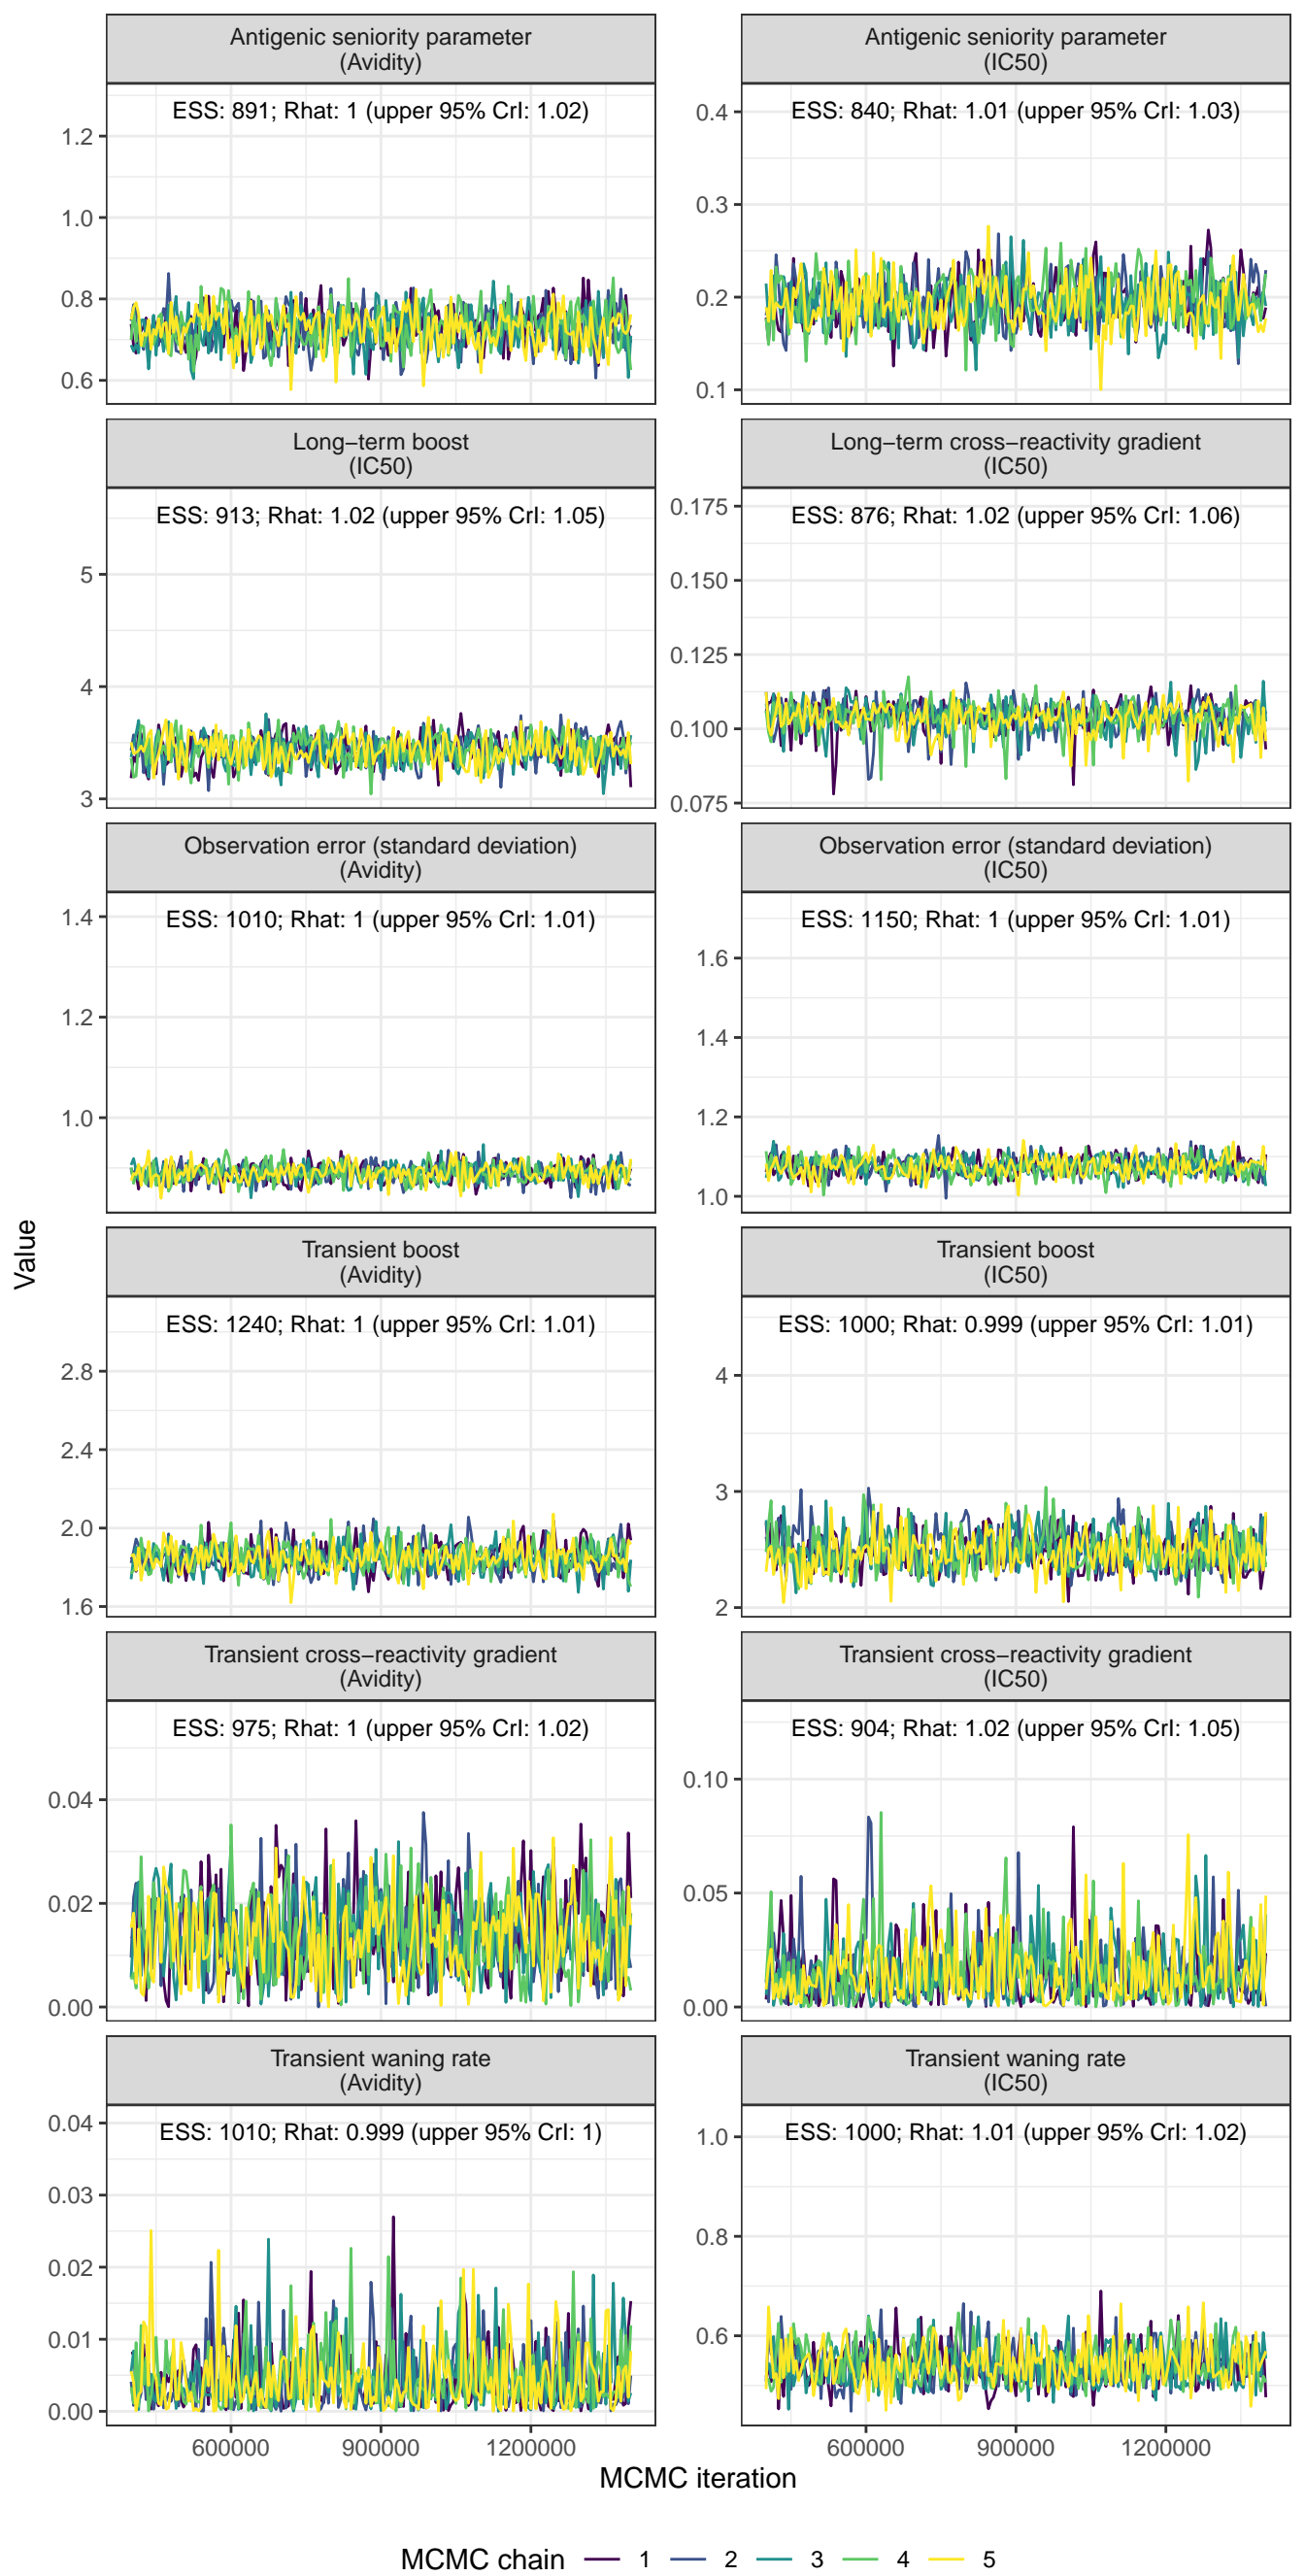 Antigenic seniority parameter
(Avidity)
ESS: 891; Rhat: 1 (upper 95% CrI: 1.02)
1.2
1.0
0.8
0.6
Antigenic seniority parameter
(IC50)
ESS: 840; Rhat: 1.01 (upper 95% CrI: 1.03)
0.4
0.3
0.2
0.1
Long−term boost
(IC50)
ESS: 913; Rhat: 1.02 (upper 95% CrI: 1.05)
5
4
3
Long−term cross−reactivity gradient
(IC50)
ESS: 876; Rhat: 1.02 (upper 95% CrI: 1.06)
0.175
0.150
0.125
0.100
0.075
Observation error (standard deviation)
(Avidity)
ESS: 1010; Rhat: 1 (upper 95% CrI: 1.01)
1.4
1.2
1.0
Observation error (standard deviation)
(IC50)
ESS: 1150; Rhat: 1 (upper 95% CrI: 1.01)
1.6
1.4
1.2
1.0
Value
Transient boost
(Avidity)
ESS: 1240; Rhat: 1 (upper 95% CrI: 1.01)
2.8
2.4
2.0
1.6
Transient boost
(IC50)
ESS: 1000; Rhat: 0.999 (upper 95% CrI: 1.01)
4
3
2
Transient cross−reactivity gradient
(Avidity)
ESS: 975; Rhat: 1 (upper 95% CrI: 1.02)
0.04
0.02
0.00
Transient cross−reactivity gradient
(IC50)
ESS: 904; Rhat: 1.02 (upper 95% CrI: 1.05)
0.10
0.05
0.00
Transient waning rate
(Avidity)
ESS: 1010; Rhat: 0.999 (upper 95% CrI: 1)
0.04
0.03
0.02
0.01
0.00
Transient waning rate
(IC50)
ESS: 1000; Rhat: 1.01 (upper 95% CrI: 1.02)
1.0
0.8
0.6
600000 900000 1200000
600000 900000 1200000
MCMC iteration
MCMC chain 1 2 3 4 5